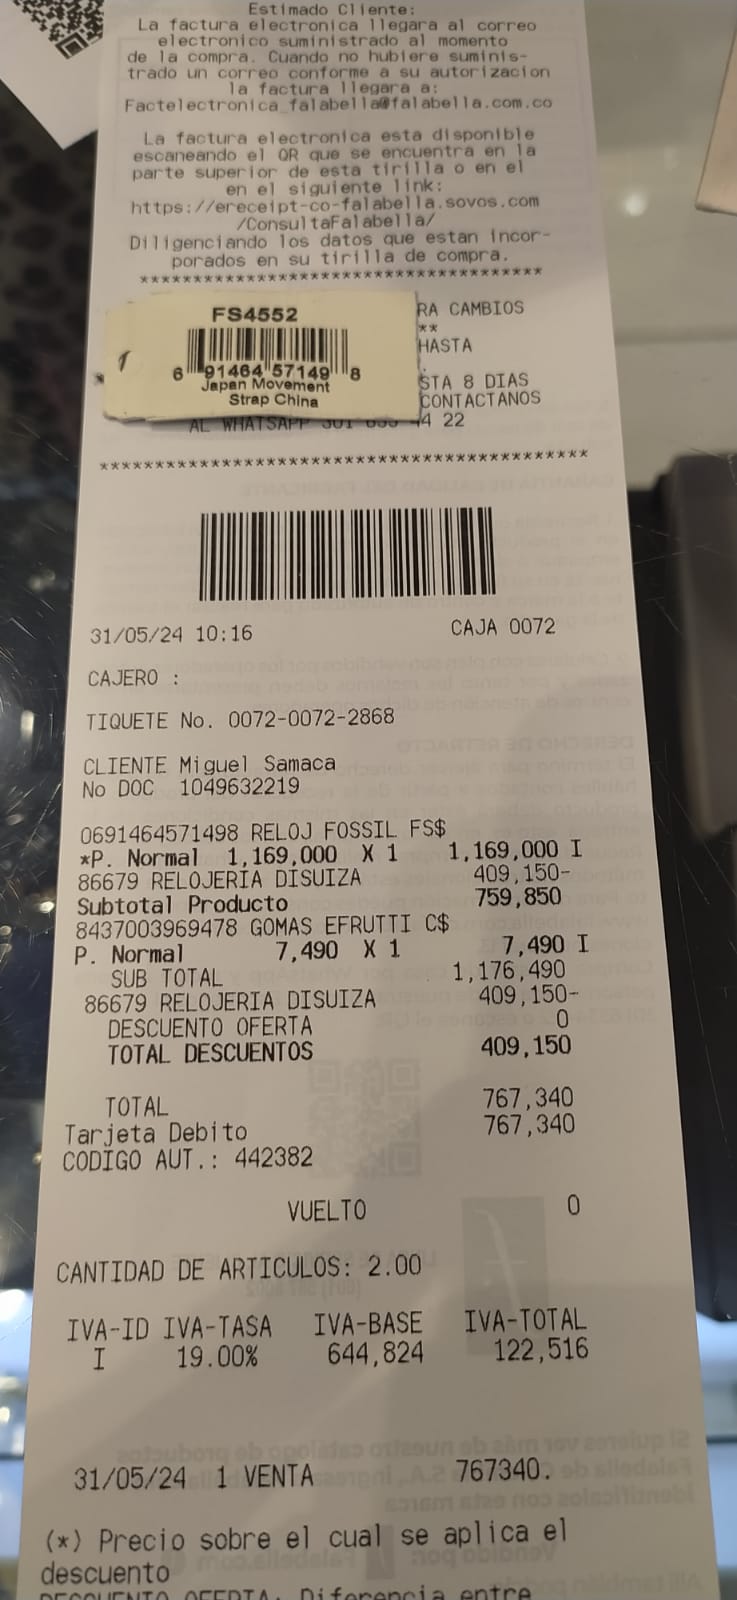 Estimado Cliente:
La factura electronica llegara al correo
electronico suministrado al momento
de la compra. Cuando no hubiere suminis-
trado un correo conforme a su autorizacion
la factura llegara a:
Factelectronica_falabella@falabella.com.co
La factura electronica esta disponible
escaneando el QR que se encuentra en la
parte superior de esta tirilla o en el
en el siguiente link:
https://ereceipt-co-falabella.sovos.com
/ConsultaFalabella/
Diligenciando los datos que estan incor-
porados en su tirilla de compra.
****************************************
FS4552
6 91464 57149 8
Japan Movement
Strap China
RA CAMBIOS
**
HASTA
STA 8 DIAS
CONTACTANOS
AL WHATSAPP 4 22
********************************************
31/05/24 10:16 CAJA 0072
CAJERO :
TIQUETE No. 0072-0072-2868
CLIENTE Miguel Samaca
No DOC 1049632219
0691464571498 RELOJ FOSSIL FS$
*P. Normal 1,169,000 X 1 1,169,000 I
86679 RELOJERIA DISUIZA 409,150-
Subtotal Producto 759,850
8437003969478 GOMAS EFRUTTI C$
P. Normal 7,490 X 1 7,490 I
SUB TOTAL 1,176,490
86679 RELOJERIA DISUIZA 409,150-
DESCUENTO OFERTA 0
TOTAL DESCUENTOS 409,150
TOTAL 767,340
Tarjeta Debito 767,340
CODIGO AUT.: 442382
VUELTO 0
CANTIDAD DE ARTICULOS: 2.00
IVA-ID IVA-TASA IVA-BASE IVA-TOTAL
I 19.00% 644,824 122,516
31/05/24 1 VENTA 767340.
(*) Precio sobre el cual se aplica el
descuento
DESCUENTO OFERTA: Diferencia entre